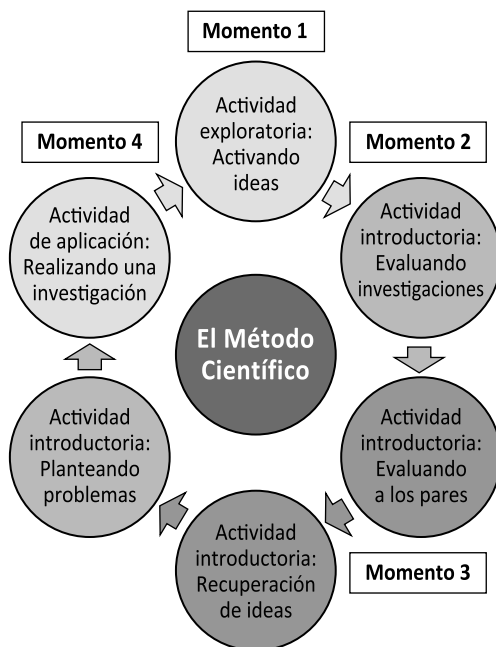 Momento 1
Actividad
exploratoria:
Activando
ideas
Momento 2
Actividad
introductoria:
Evaluando
investigaciones
Actividad
introductoria:
Evaluando
a los pares
Momento 3
Actividad
introductoria:
Recuperación
de ideas
Actividad
introductoria:
Planteando
problemas
Momento 4
Actividad
de aplicación:
Realizando una
investigación
El Método
Científico